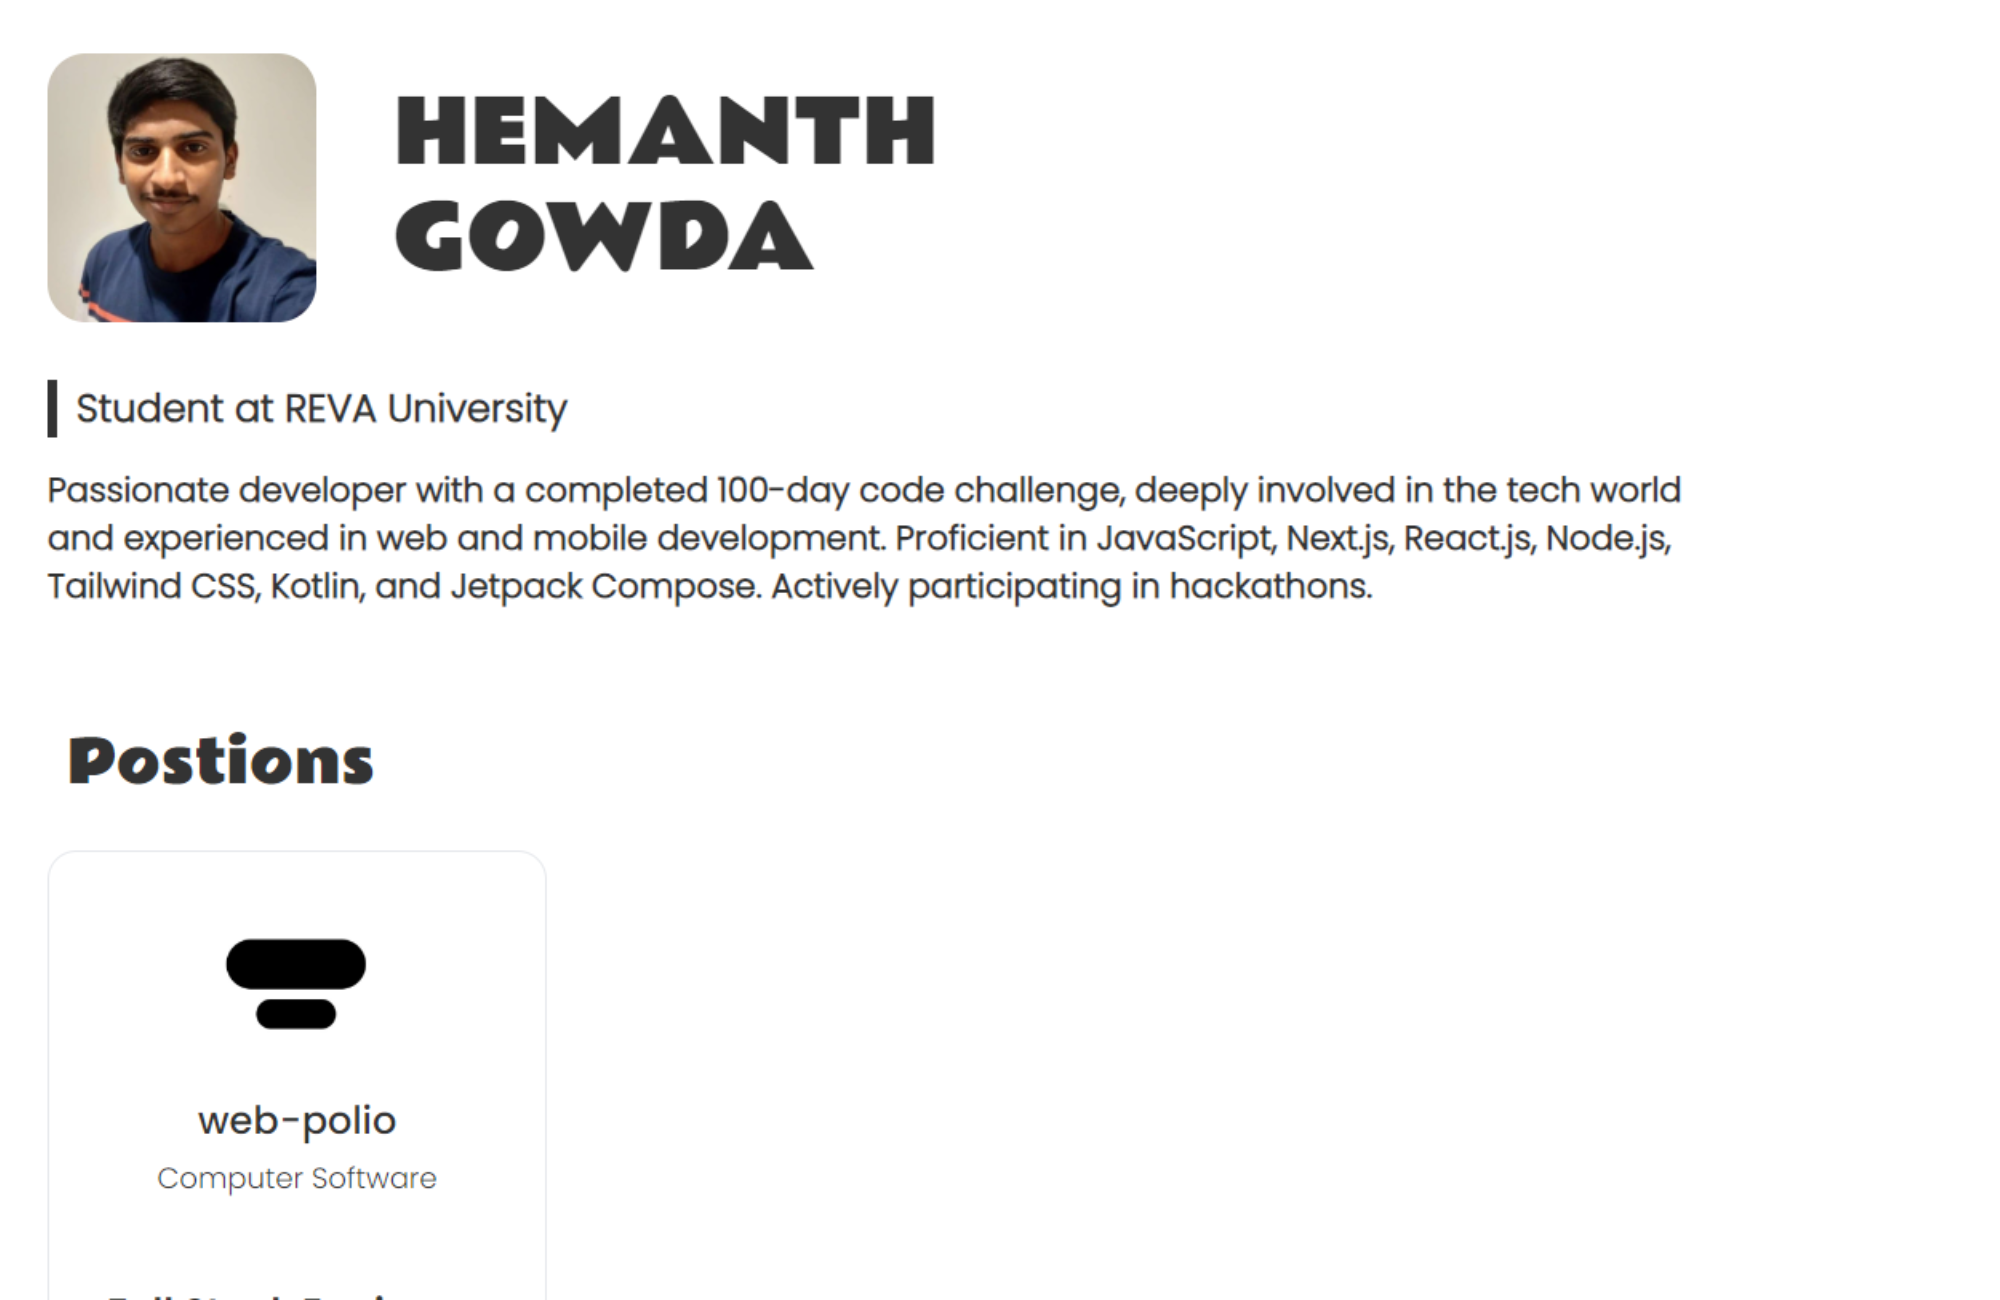 HEMANTH
GOWDA
Student at REVA University
Passionate developer with a completed 100-day code challenge, deeply involved in the tech world
and experienced in web and mobile development. Proficient in JavaScript, Next.js, React.js, Node.js,
Tailwind CSS, Kotlin, and Jetpack Compose. Actively participating in hackathons.
Postions
web-polio
Computer Software